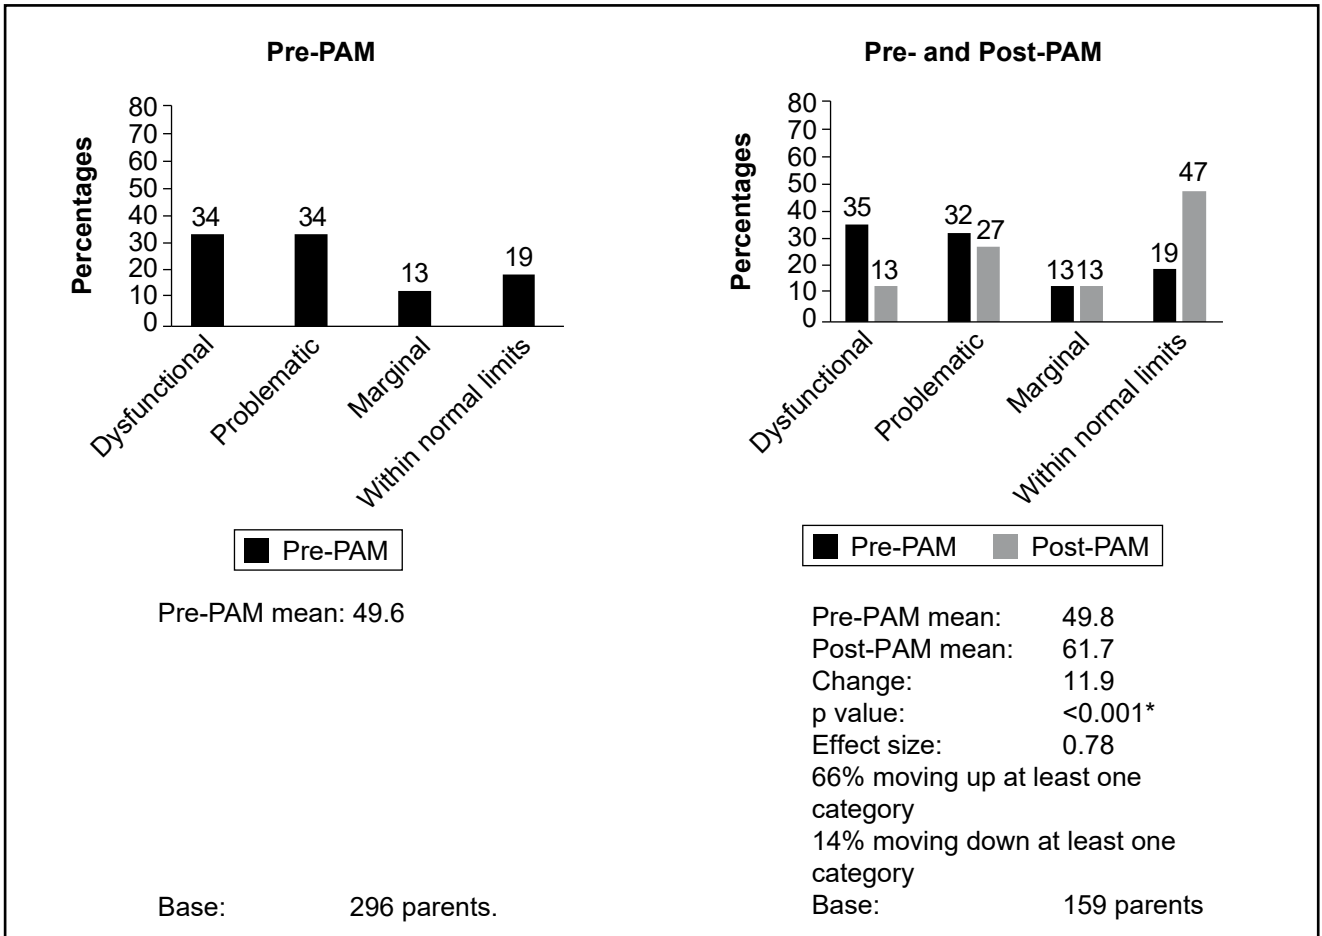 Pre-PAM
Percentages
80
70
60
50
40
30
20
10
0
34
34
13
19
Dysfunctional
Problematic
Marginal
Within normal limits
Pre-PAM
Pre-PAM mean: 49.6
Base: 296 parents.
Pre- and Post-PAM
Percentages
80
70
60
50
40
30
20
10
0
35
13
32
27
13
13
19
47
Dysfunctional
Problematic
Marginal
Within normal limits
Pre-PAM Post-PAM
Pre-PAM mean: 49.8
Post-PAM mean: 61.7
Change: 11.9
p value: <0.001*
Effect size: 0.78
66% moving up at least one
category
14% moving down at least one
category
Base: 159 parents